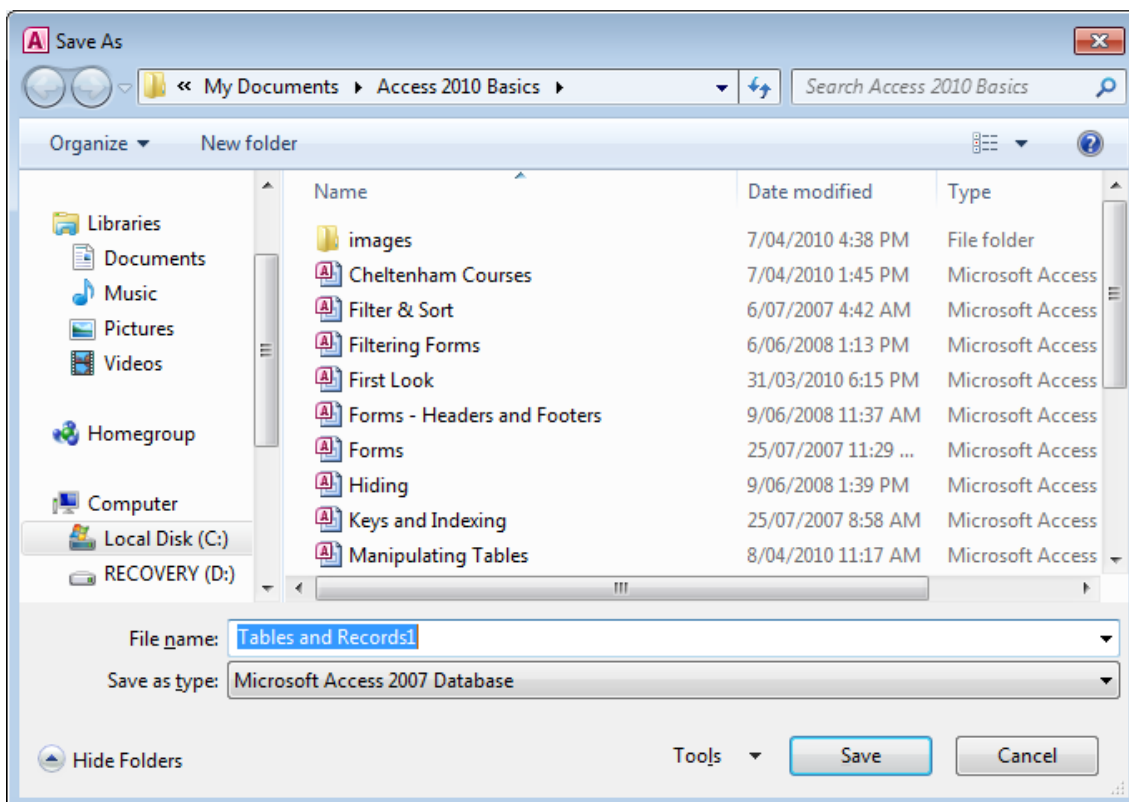 Save As
« My Documents ▸ Access 2010 Basics ▸ Search Access 2010 Basics
Organize New folder
Name Date modified Type
Libraries
Documents
Music
Pictures
Videos
Homegroup
Computer
Local Disk (C:)
RECOVERY (D:)
images 7/04/2010 4:38 PM File folder
Cheltenham Courses 7/04/2010 1:45 PM Microsoft Access
Filter & Sort 6/07/2007 4:42 AM Microsoft Access
Filtering Forms 6/06/2008 1:13 PM Microsoft Access
First Look 31/03/2010 6:15 PM Microsoft Access
Forms - Headers and Footers 9/06/2008 11:37 AM Microsoft Access
Forms 25/07/2007 11:29 ... Microsoft Access
Hiding 9/06/2008 1:39 PM Microsoft Access
Keys and Indexing 25/07/2007 8:58 AM Microsoft Access
Manipulating Tables 8/04/2010 11:17 AM Microsoft Access
File name: Tables and Records1
Save as type: Microsoft Access 2007 Database
Hide Folders Tools Save Cancel